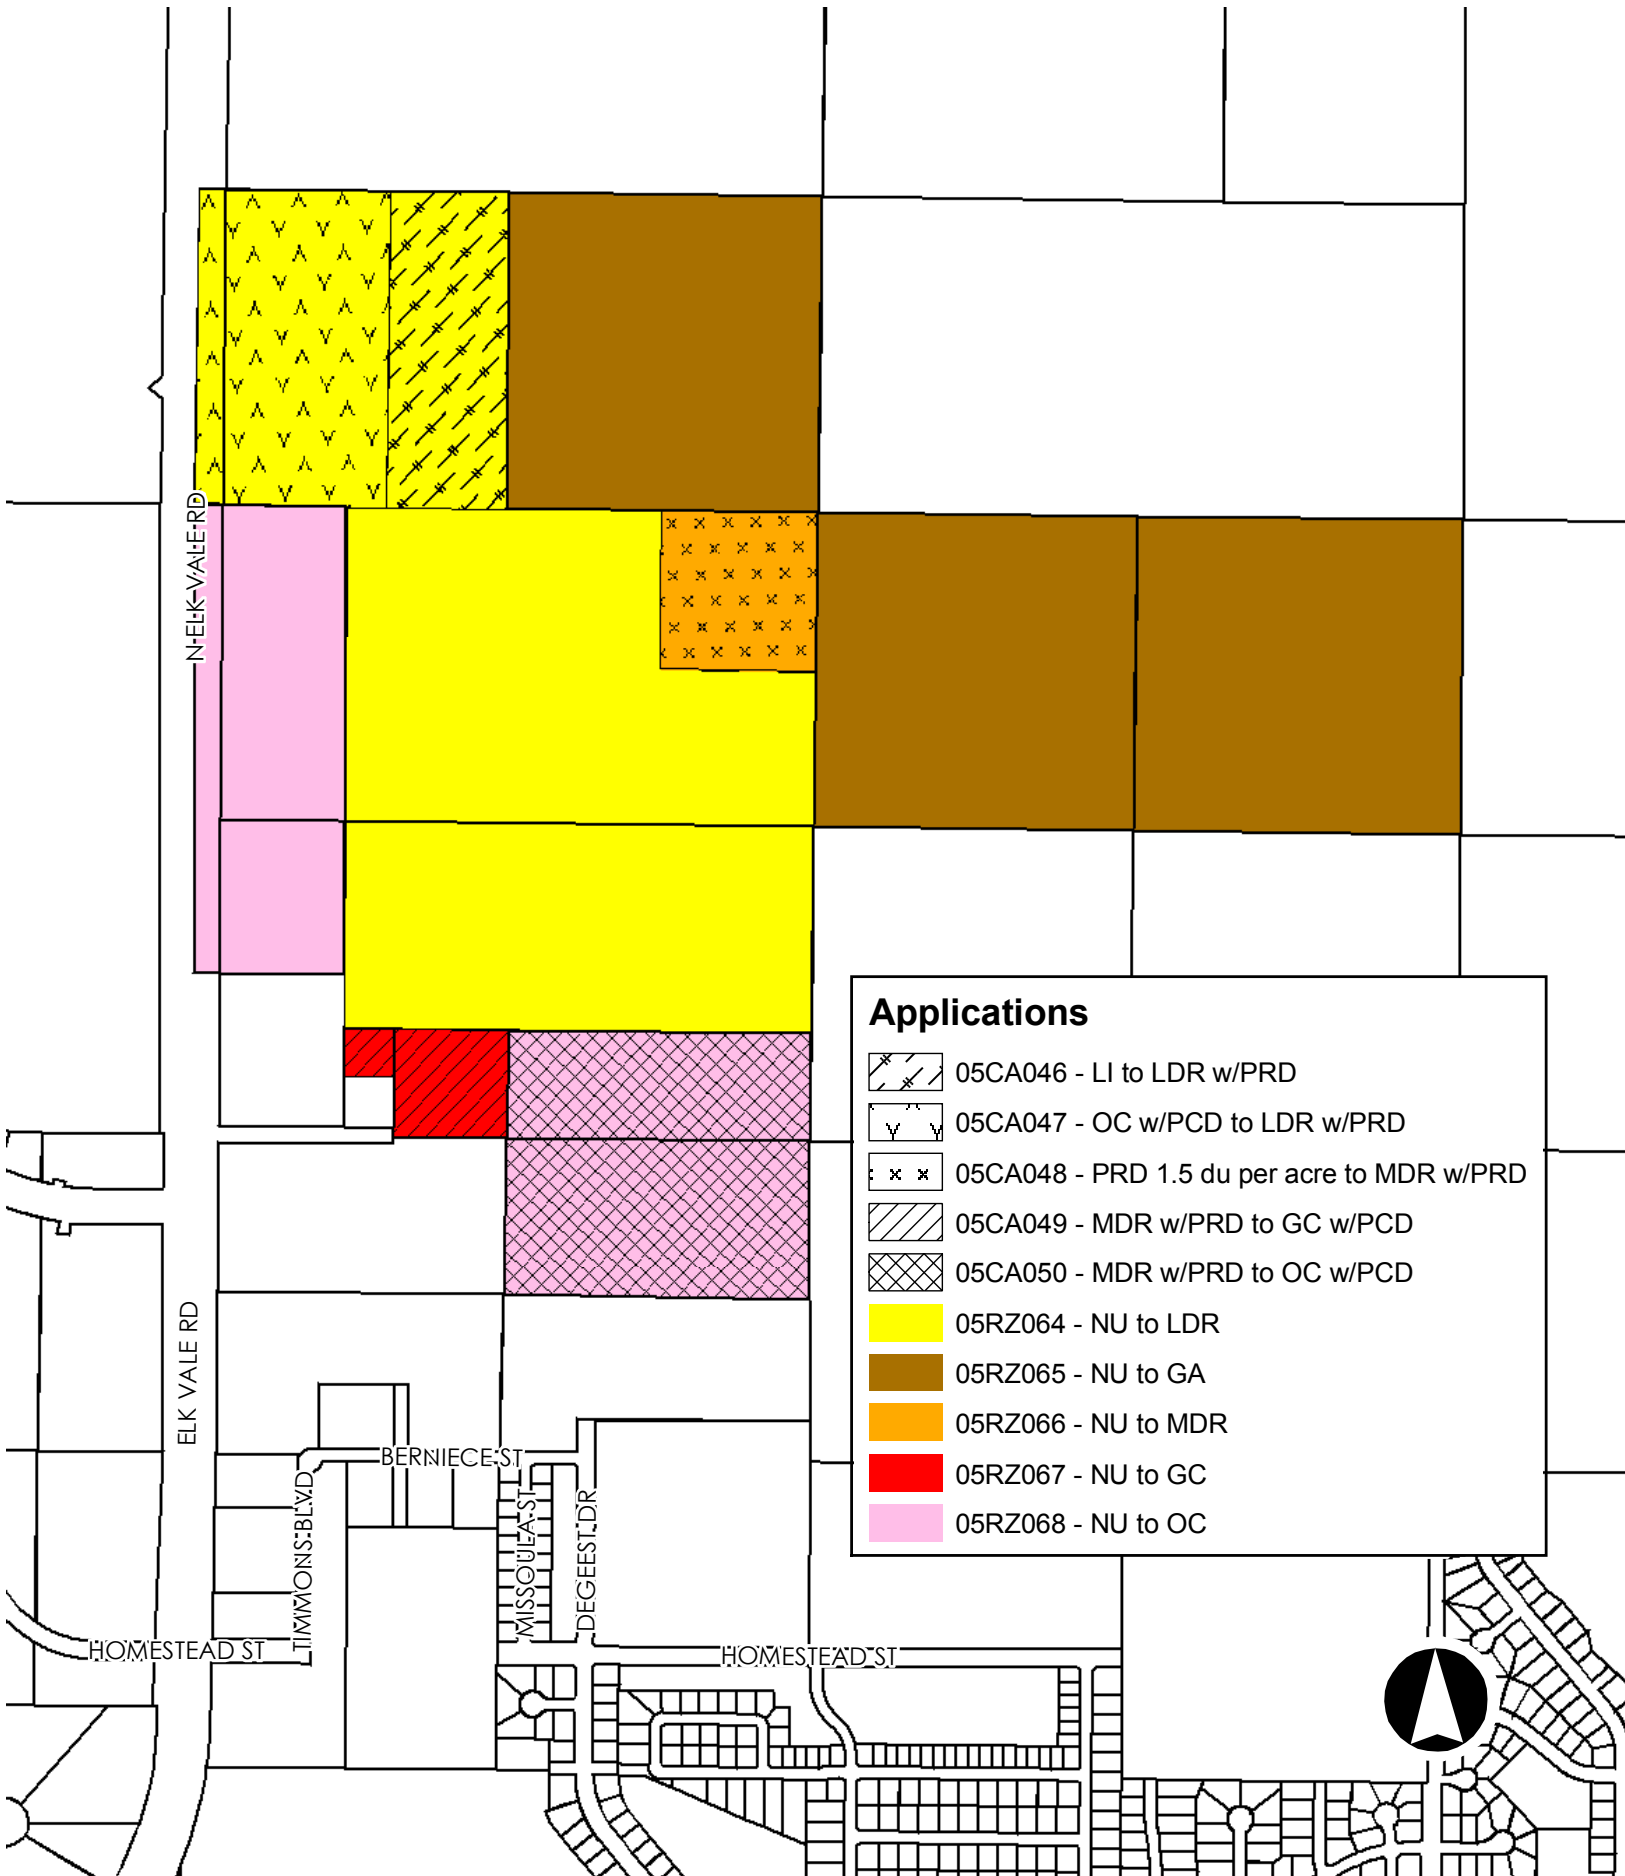 N ELK VALE RD
Applications
05CA046 - LI to LDR w/PRD
05CA047 - OC w/PCD to LDR w/PRD
05CA048 - PRD 1.5 du per acre to MDR w/PRD
05CA049 - MDR w/PRD to GC w/PCD
05CA050 - MDR w/PRD to OC w/PCD
05RZ064 - NU to LDR
05RZ065 - NU to GA
05RZ066 - NU to MDR
05RZ067 - NU to GC
05RZ068 - NU to OC
ELK VALE RD
BERNIECE ST
TIMMONS BLVD
MISSOULA ST
DEGEEST DR
HOMESTEAD ST
HOMESTEAD ST